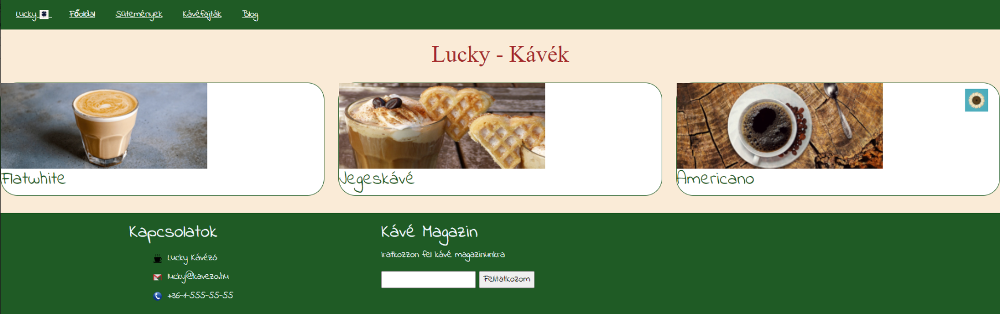 Lucky Főoldal Sütemények Kávéfajták Blog
Lucky - Kávék
Flatwhite
Jegeskávé
Americano
Kapcsolatok
Lucky Kávézó
lucky@kavezo.hu
+36-1-555-55-55
Kávé Magazin
Iratkozzon fel kávé magazinunkra
Felitatkozom